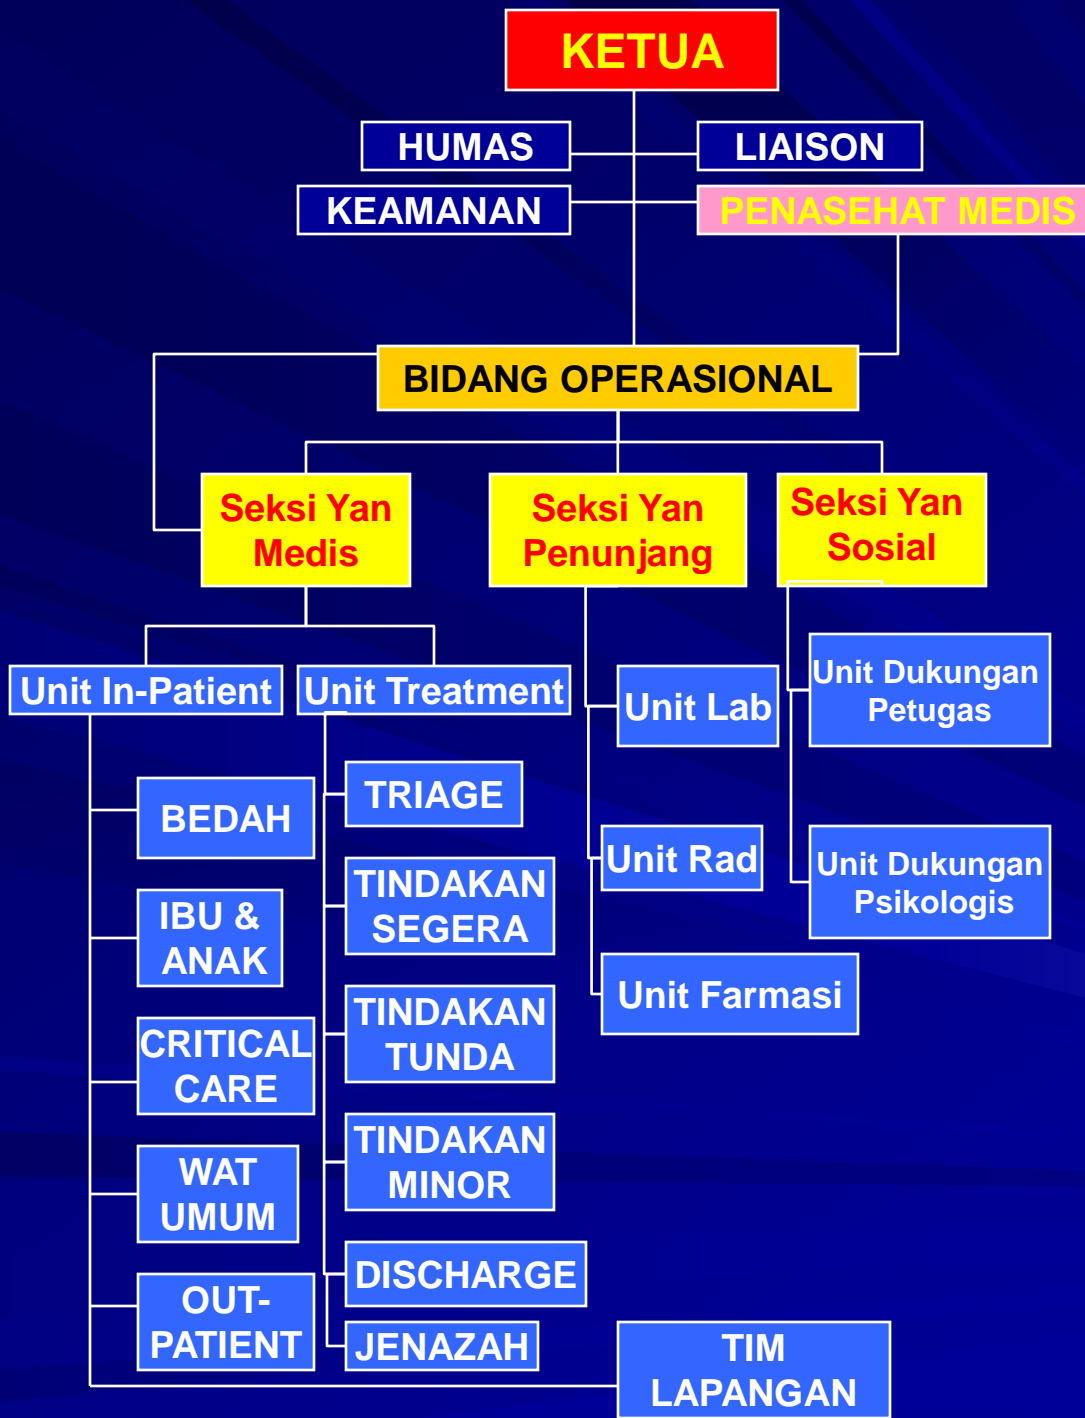 KETUA
HUMAS
LIAISON
KEAMANAN
PENASEHAT MEDIS
BIDANG OPERASIONAL
Seksi Yan
Medis
Seksi Yan
Penunjang
Seksi Yan
Sosial
Unit In-Patient
BEDAH
IBU &
ANAK
CRITICAL
CARE
WAT
UMUM
OUT-
PATIENT
Unit Treatment
TRIAGE
TINDAKAN
SEGERA
TINDAKAN
TUNDA
TINDAKAN
MINOR
DISCHARGE
JENAZAH
Unit Lab
Unit Rad
Unit Farmasi
Unit Dukungan
Petugas
Unit Dukungan
Psikologis
TIM
LAPANGAN